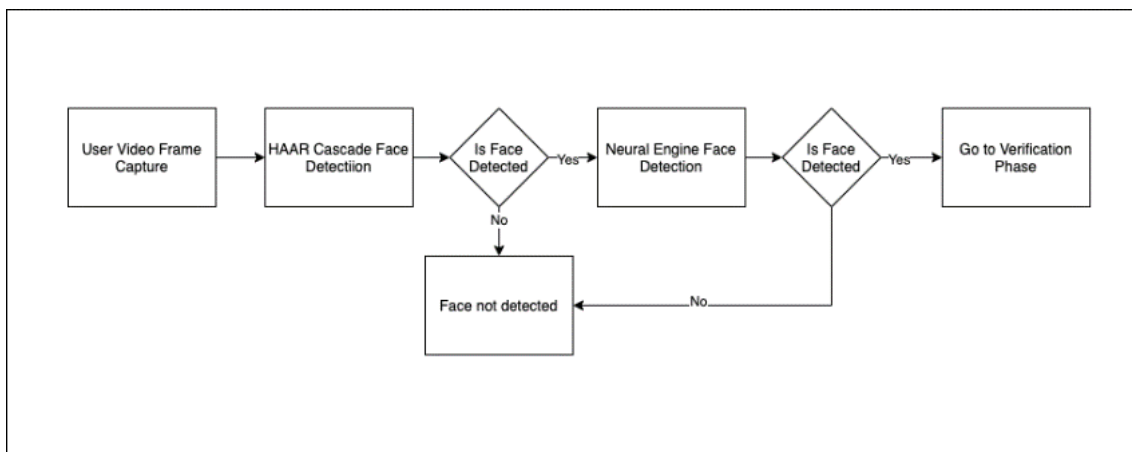 User Video Frame
Capture
HAAR Cascade Face
Detectiion
Is Face
Detected
Yes
Neural Engine Face
Detection
Is Face
Detected
Yes
Go to Verification
Phase
No
Face not detected
No